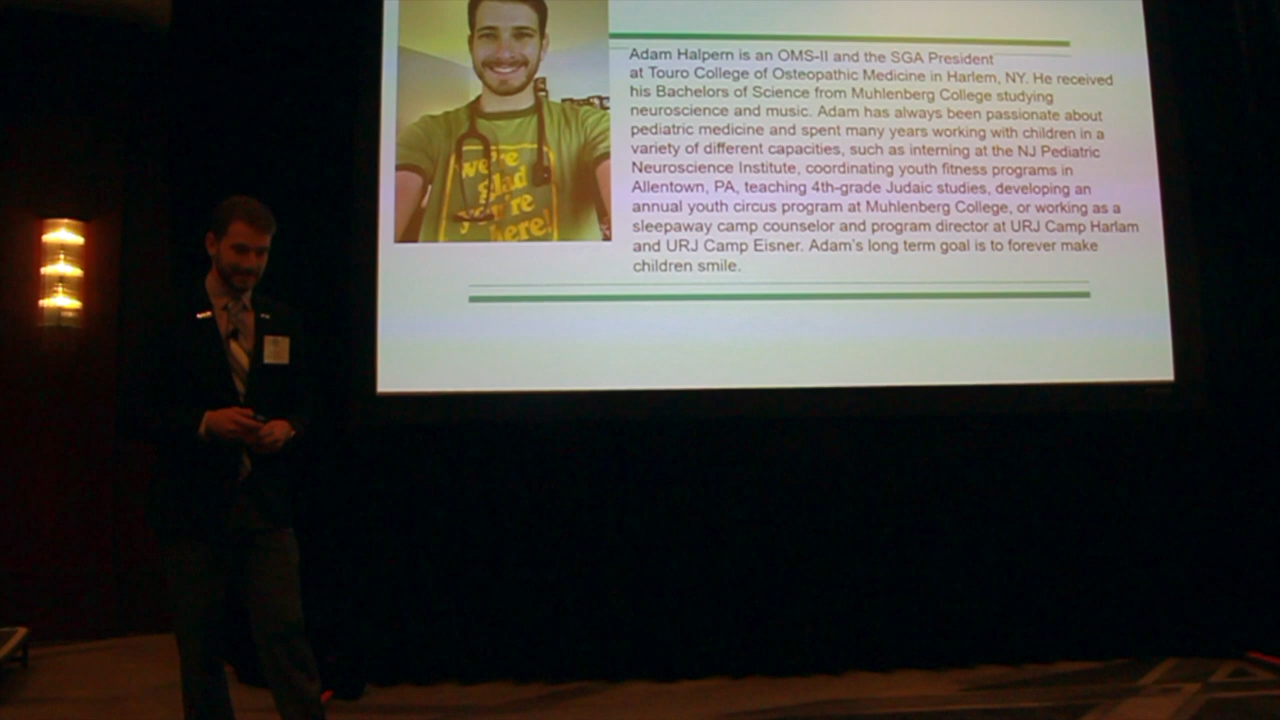 we're
glad
you're
here!
Adam Halpern is an OMS-II and the SGA President
at Touro College of Osteopathic Medicine in Harlem, NY. He received
his Bachelors of Science from Muhlenberg College studying
neuroscience and music. Adam has always been passionate about
pediatric medicine and spent many years working with children in a
variety of different capacities, such as interning at the NJ Pediatric
Neuroscience Institute, coordinating youth fitness programs in
Allentown, PA, teaching 4th-grade Judaic studies, developing an
annual youth circus program at Muhlenberg College, or working as a
sleepaway camp counselor and program director at URJ Camp Harlam
and URJ Camp Eisner. Adam's long term goal is to forever make
children smile.